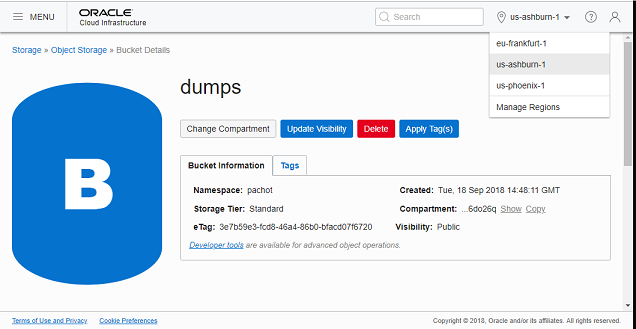 MENU
ORACLE
Cloud Infrastructure
Search
us-ashburn-1
eu-frankfurt-1
us-ashburn-1
us-phoenix-1
Manage Regions
Storage » Object Storage » Bucket Details
B
dumps
Change Compartment Update Visibility Delete Apply Tag(s)
Bucket Information Tags
Namespace: pachot Created: Tue, 18 Sep 2018 14:48:11 GMT
Storage Tier: Standard Compartment: ...6do26q Show Copy
eTag: 3e7b59e3-fcd8-46a4-86b0-bfacd07f6720 Visibility: Public
Developer tools are available for advanced object operations.
Terms of Use and Privacy Cookie Preferences Copyright © 2018, Oracle and/or its affiliates. All rights reserved.